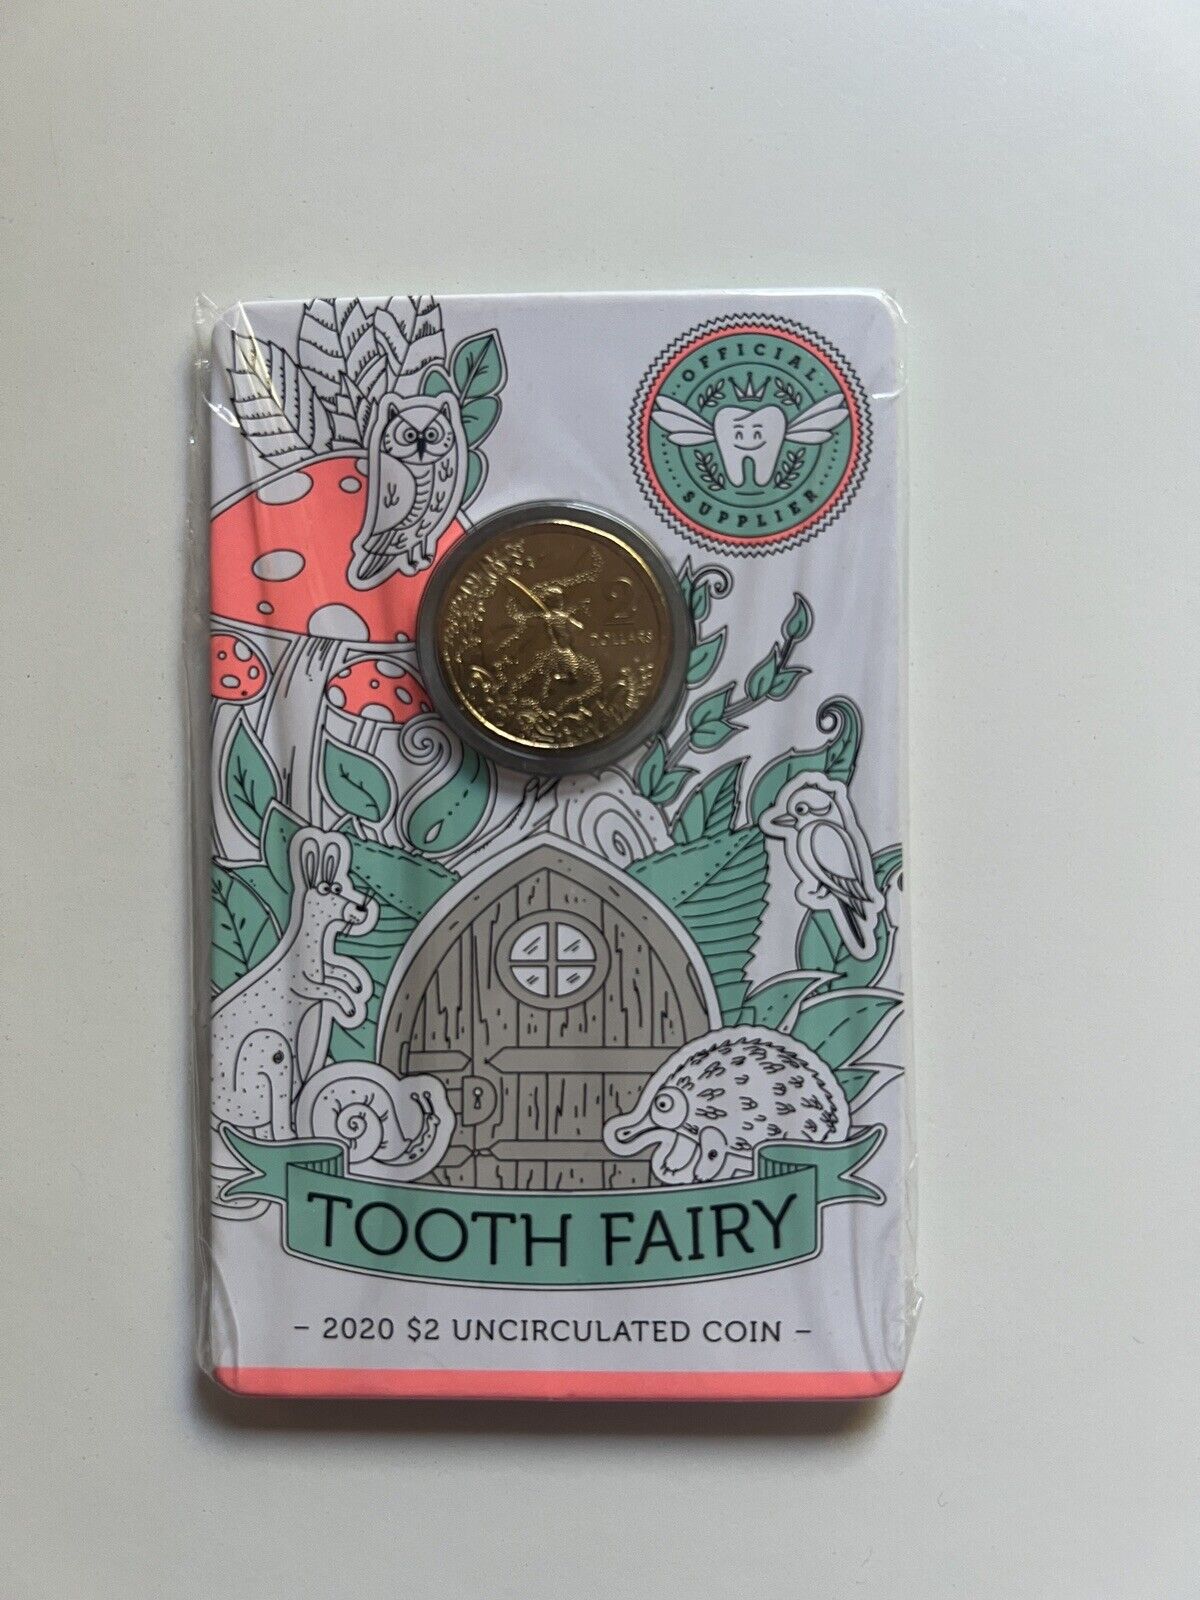 OFFICIAL
SUPPLIER
2
DOLLARS
TOOTH FAIRY
– 2020 $2 UNCIRCULATED COIN –